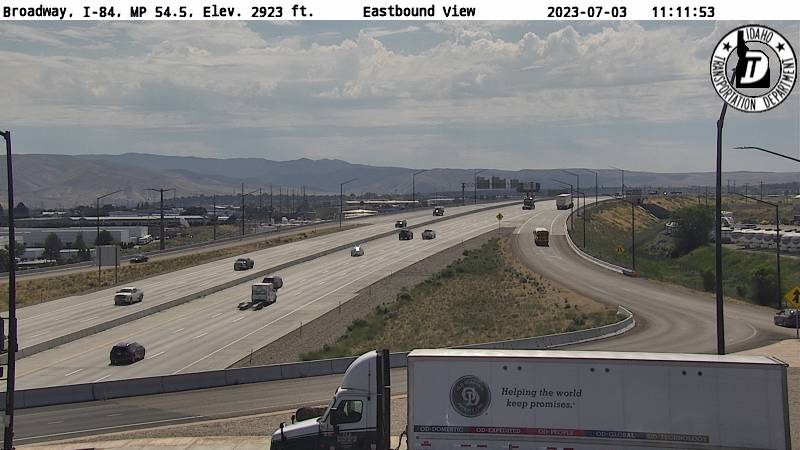 Broadway, I-84, MP 54.5, Elev. 2923 ft. Eastbound View 2023-07-03 11:11:53
IDAHO
TRANSPORTATION DEPARTMENT
Helping the world
keep promises.
OD-DOMESTIC OD-EXPEDITED OD-PEOPLE OD-GLOBAL OD-TECHNOLOGY